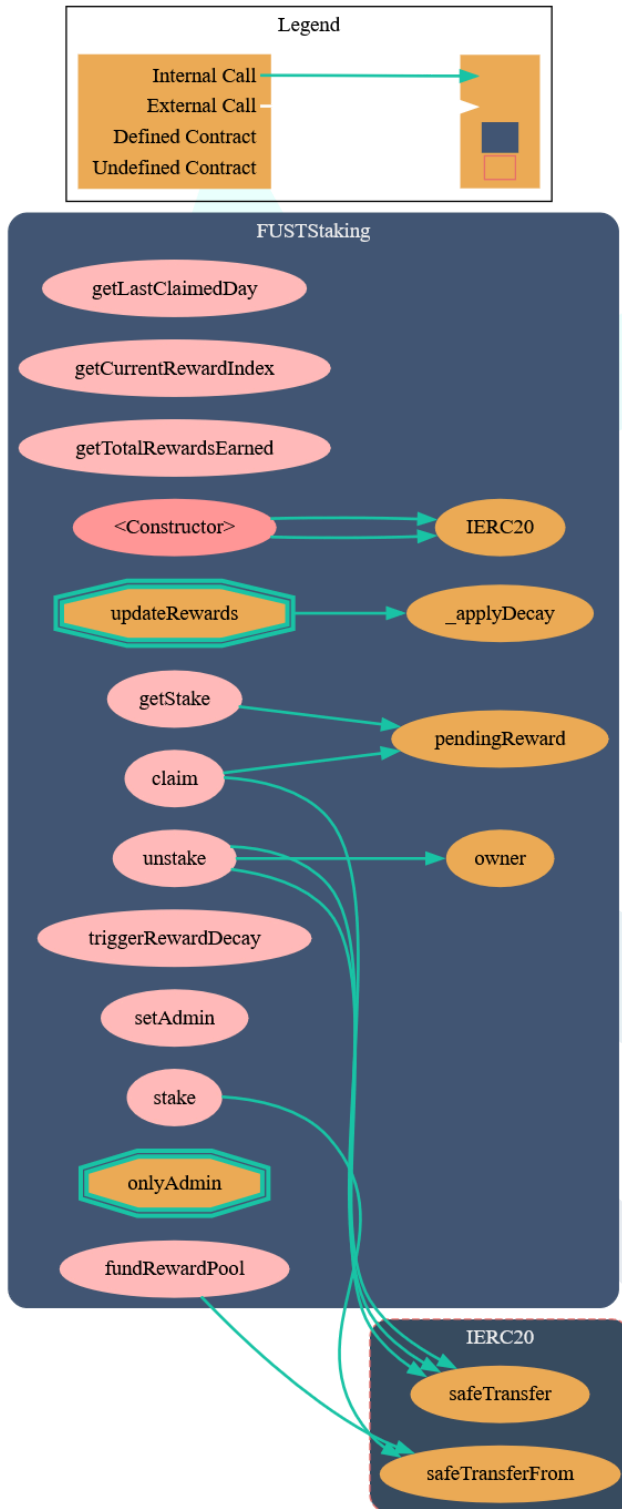 Legend
Internal Call
External Call
Defined Contract
Undefined Contract
FUSTStaking
getLastClaimedDay
getCurrentRewardIndex
getTotalRewardsEarned
<Constructor>
IERC20
updateRewards
_applyDecay
getStake
pendingReward
claim
unstake
owner
triggerRewardDecay
setAdmin
stake
onlyAdmin
fundRewardPool
IERC20
safeTransfer
safeTransferFrom